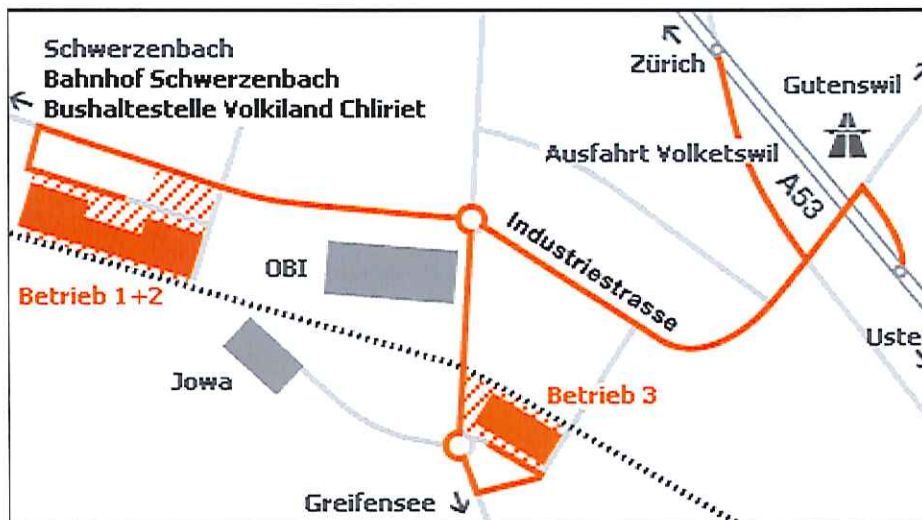 Schwerzenbach
Bahnhof Schwerzenbach
Bushaltestelle Volkiland Chliriet
Zürich
Gutenswil
Ausfahrt Volketswil
A53
Industriestrasse
OBI
Betrieb 1+2
Uste
Jowa
Betrieb 3
Greifensee